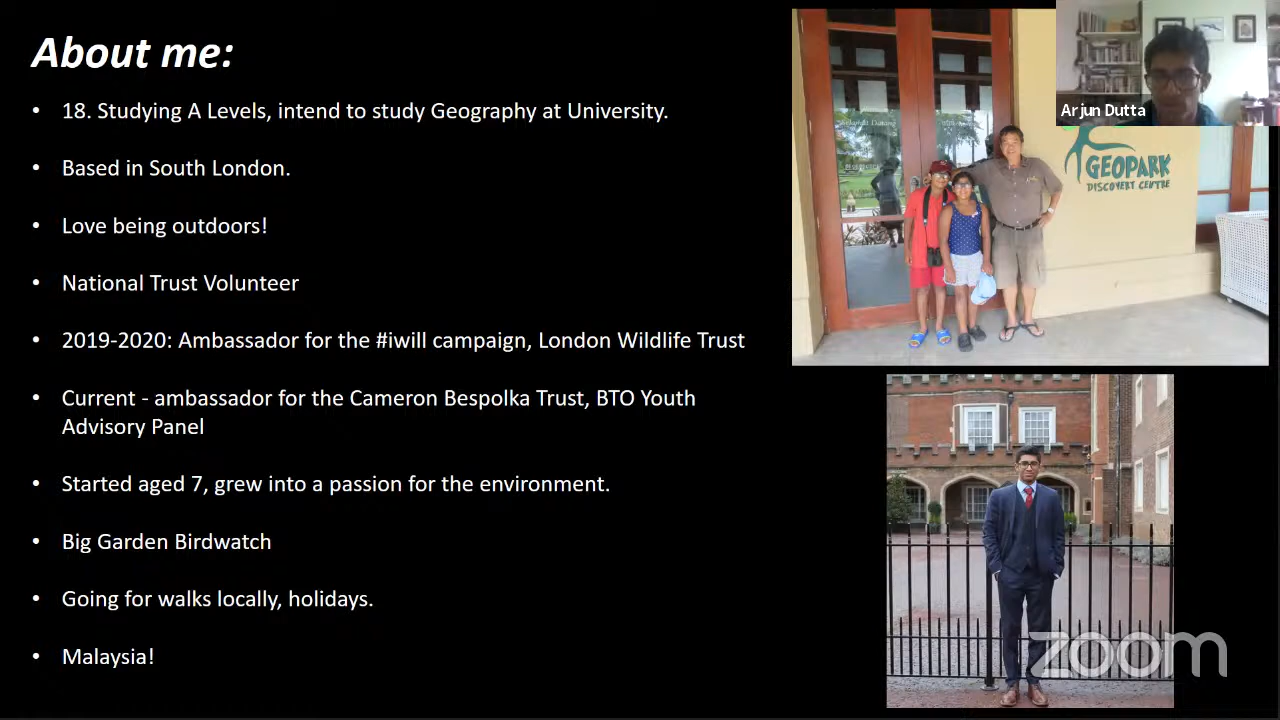 About me:
• 18. Studying A Levels, intend to study Geography at University.
• Based in South London.
• Love being outdoors!
• National Trust Volunteer
• 2019-2020: Ambassador for the #iwill campaign, London Wildlife Trust
• Current - ambassador for the Cameron Bespolka Trust, BTO Youth
Advisory Panel
• Started aged 7, grew into a passion for the environment.
• Big Garden Birdwatch
• Going for walks locally, holidays.
• Malaysia!
Arjun Dutta
GEOPARK
DISCOVERY CENTRE
zoom